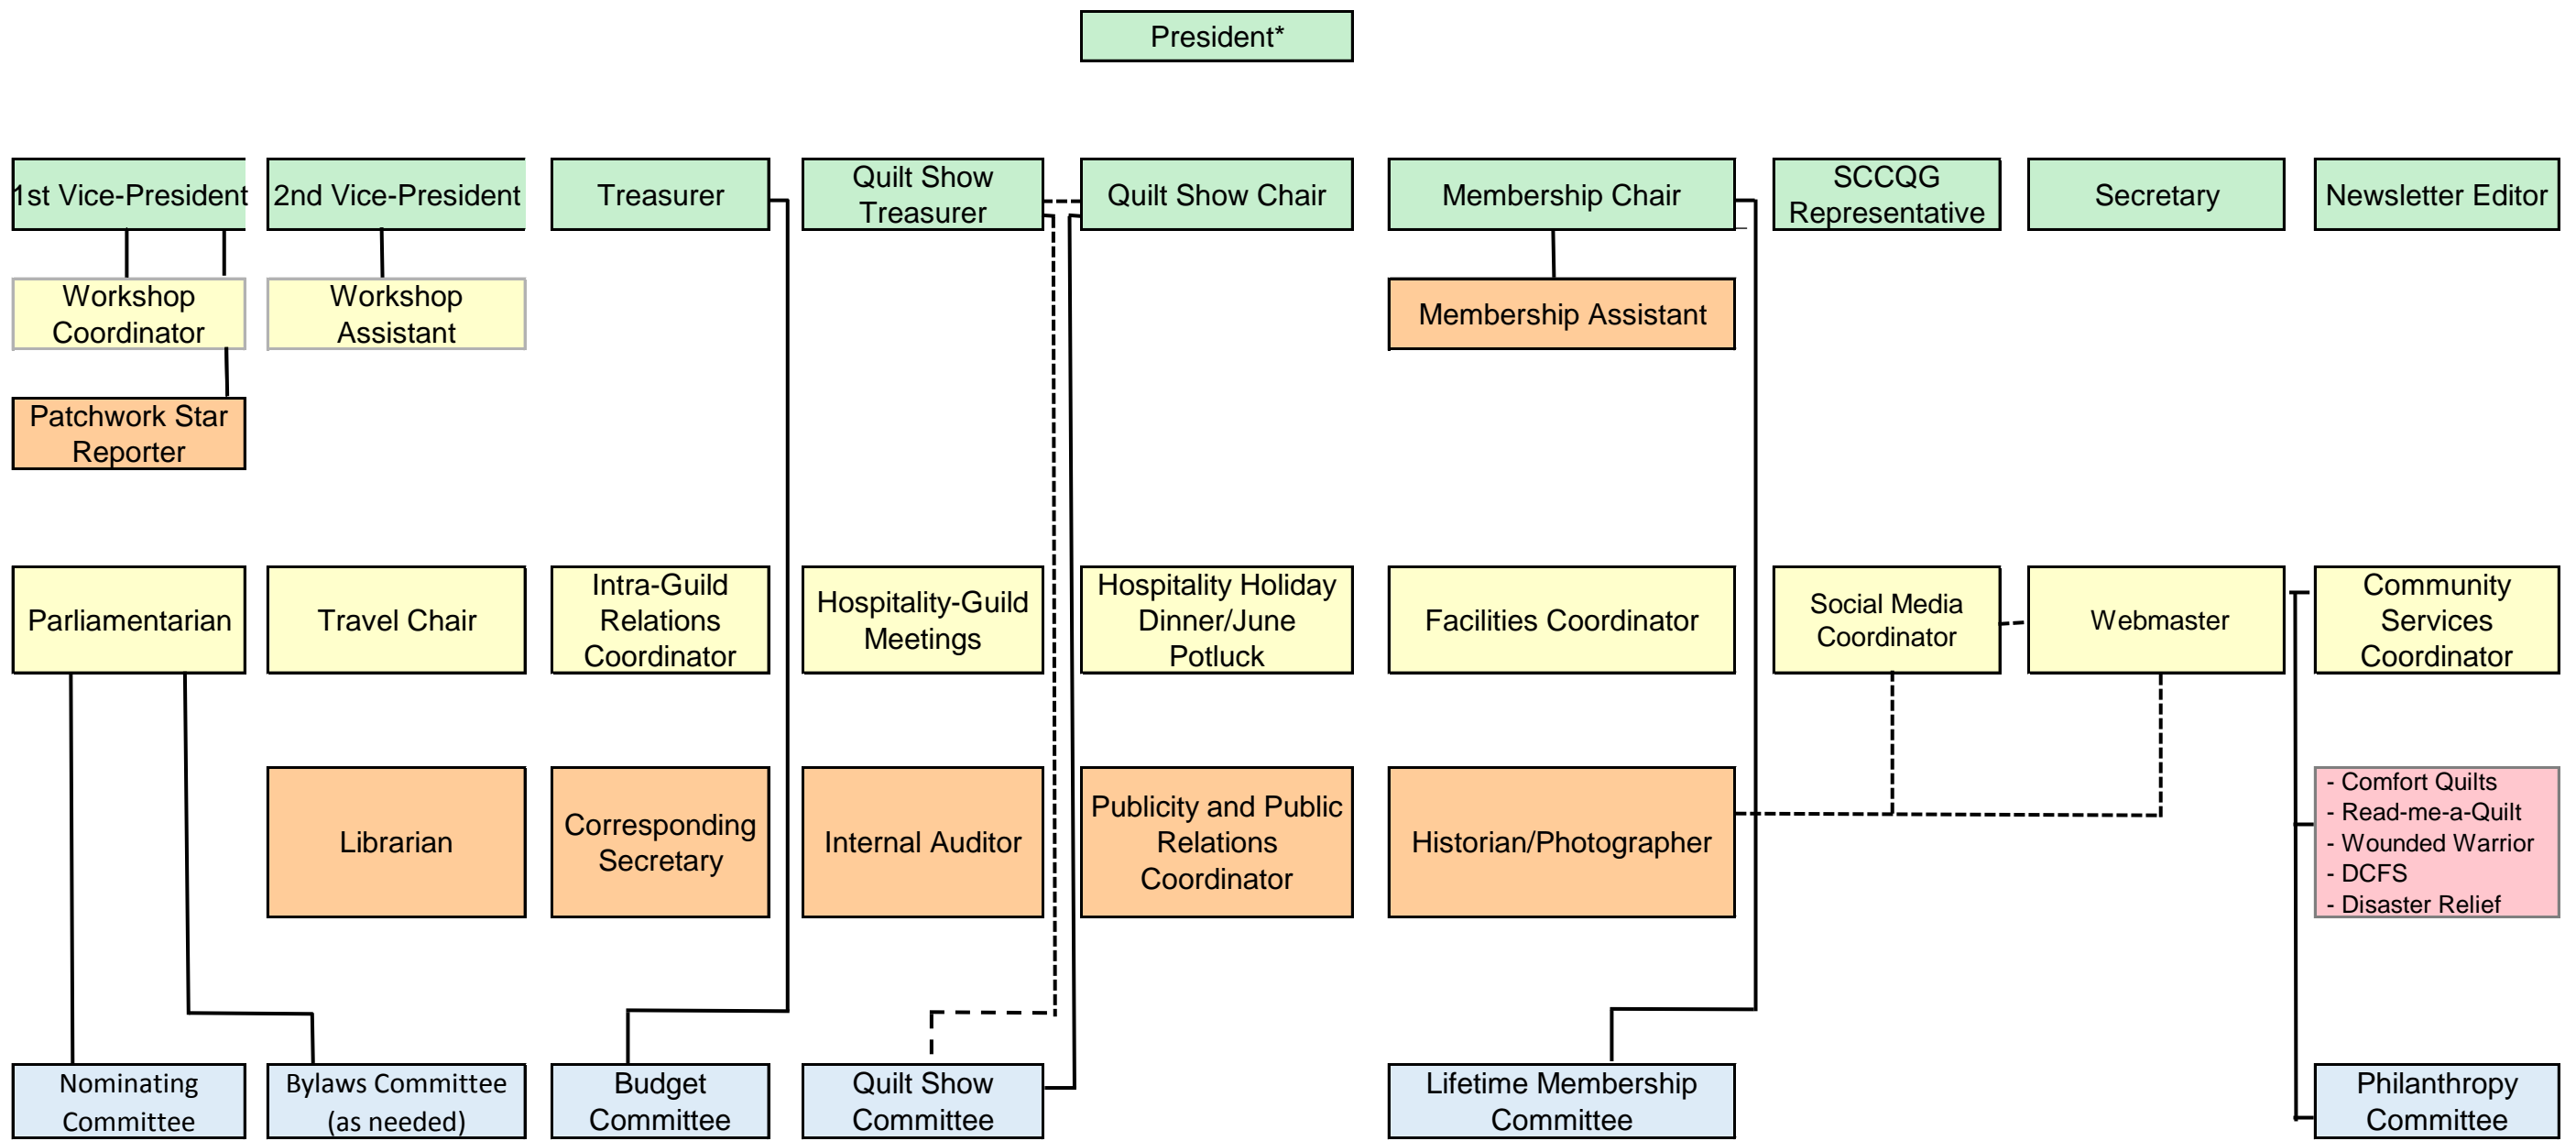 President*
1st Vice-President
2nd Vice-President
Treasurer
Quilt Show
Treasurer
Quilt Show Chair
Membership Chair
SCCQG
Representative
Secretary
Newsletter Editor
Workshop
Coordinator
Workshop
Assistant
Membership Assistant
Patchwork Star
Reporter
Parliamentarian
Travel Chair
Intra-Guild
Relations
Coordinator
Hospitality-Guild
Meetings
Hospitality Holiday
Dinner/June
Potluck
Facilities Coordinator
Social Media
Coordinator
Webmaster
Community
Services
Coordinator
Librarian
Corresponding
Secretary
Internal Auditor
Publicity and Public
Relations
Coordinator
Historian/Photographer
- Comfort Quilts
- Read-me-a-Quilt
- Wounded Warrior
- DCFS
- Disaster Relief
Nominating
Committee
Bylaws Committee
(as needed)
Budget
Committee
Quilt Show
Committee
Lifetime Membership
Committee
Philanthropy
Committee